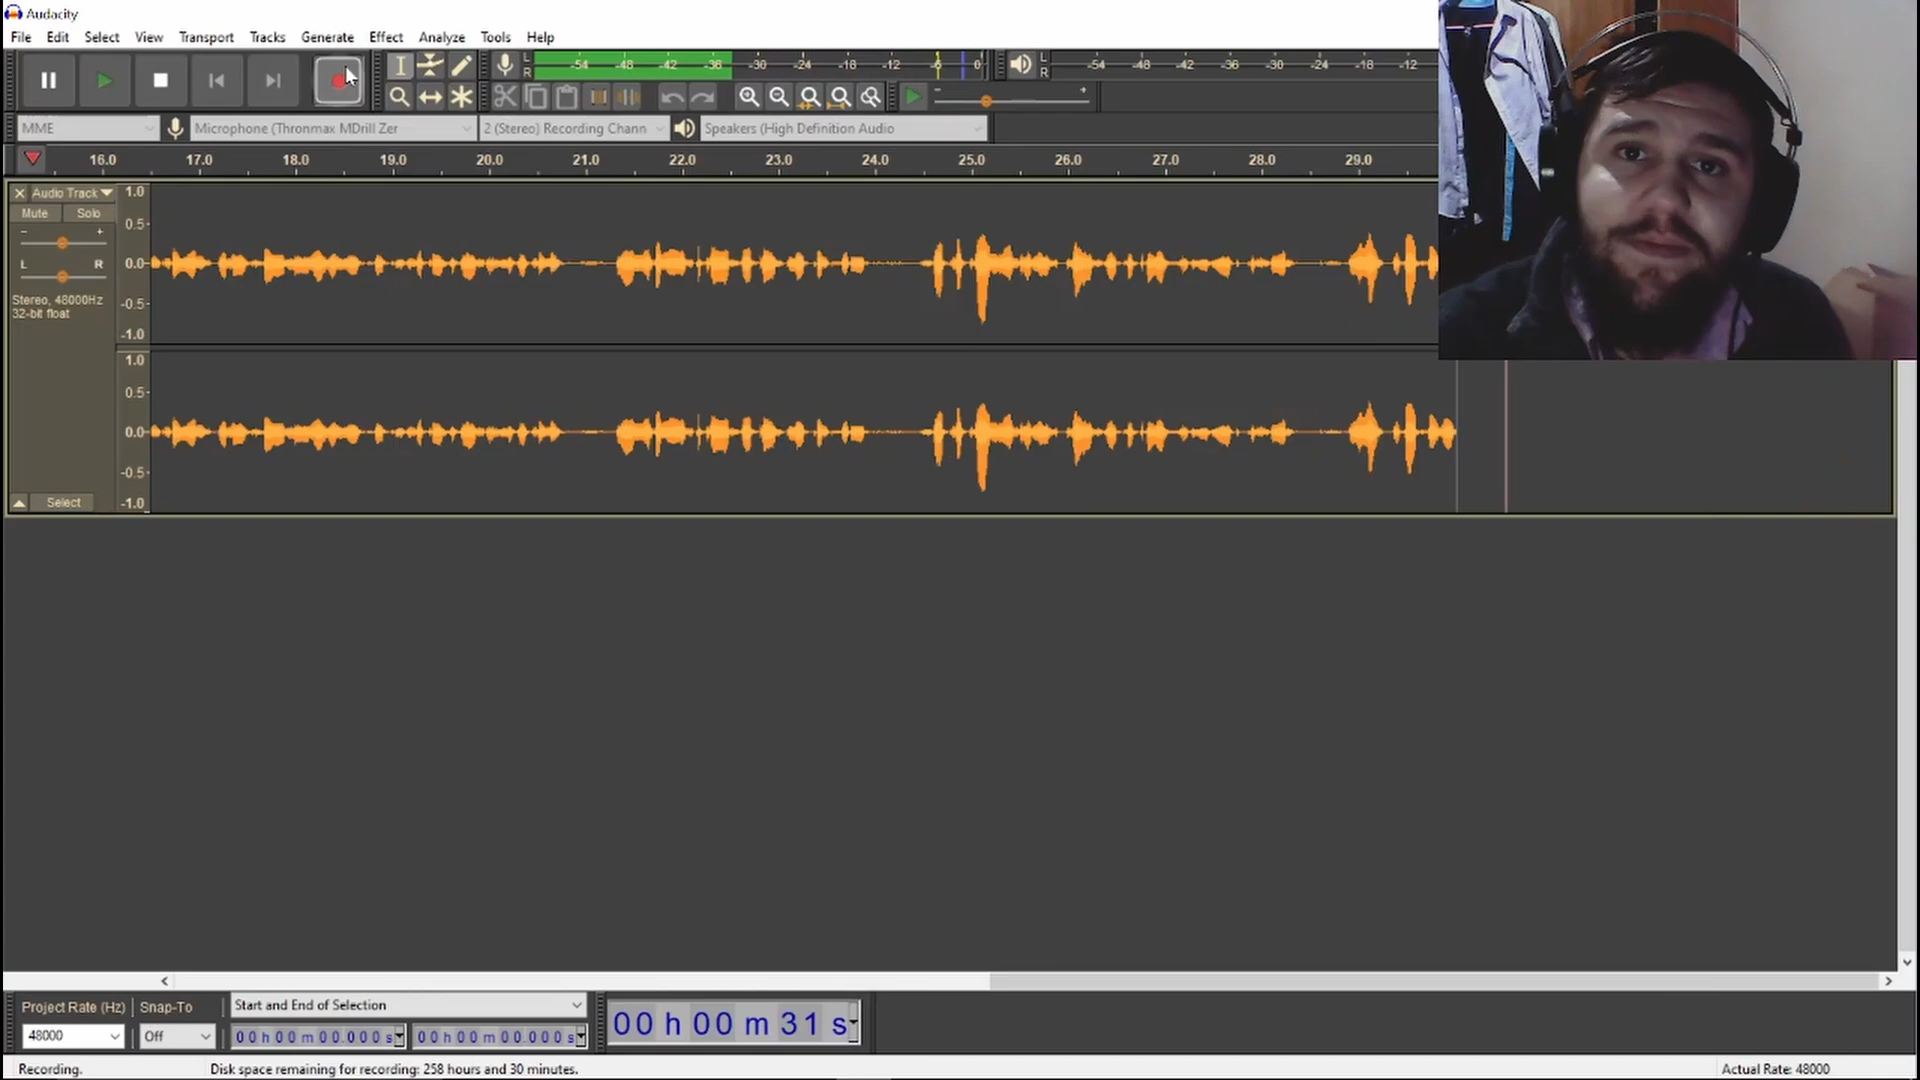 Audacity
File Edit Select View Transport Tracks Generate Effect Analyze Tools Help
L R -54 -48 -42 -36 -30 -24 -18 -12 -6 0 L R -54 -48 -42 -36 -30 -24 -18 -12
- +
MME Microphone (Thronmax MDrill Zer 2 (Stereo) Recording Chann Speakers (High Definition Audio
16.0 17.0 18.0 19.0 20.0 21.0 22.0 23.0 24.0 25.0 26.0 27.0 28.0 29.0
Audio Track 1.0
Mute Solo
0.5
- +
L R 0.0
Stereo, 48000Hz -0.5
32-bit float
-1.0
1.0
0.5
0.0
-0.5
Select -1.0
Project Rate (Hz) Snap-To Start and End of Selection
48000 Off 00 h 00 m 00.000 s 00 h 00 m 00.000 s 00 h 00 m 31 s
Recording. Disk space remaining for recording: 258 hours and 30 minutes. Actual Rate: 48000